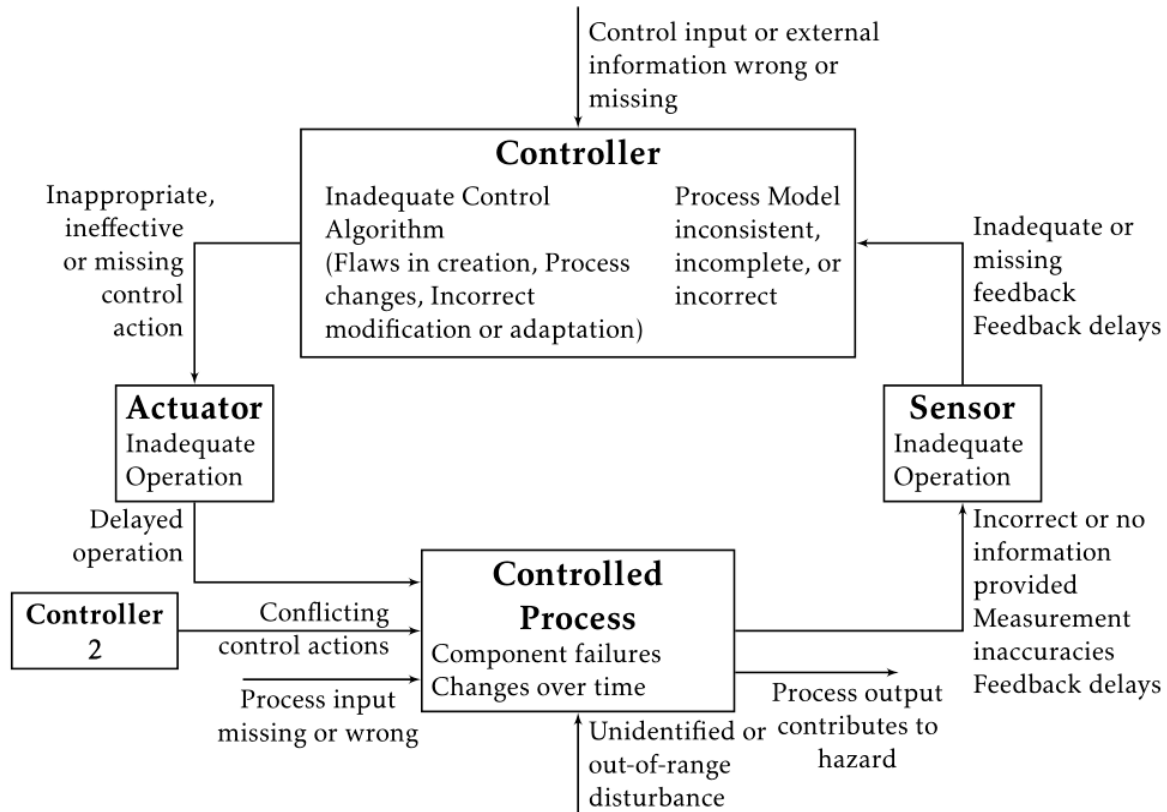 Control input or external
information wrong or
missing
Controller
Inadequate Control
Algorithm
(Flaws in creation, Process
changes, Incorrect
modification or adaptation)
Process Model
inconsistent,
incomplete, or
incorrect
Inappropriate,
ineffective
or missing
control
action
Inadequate or
missing
feedback
Feedback delays
Actuator
Inadequate
Operation
Sensor
Inadequate
Operation
Delayed
operation
Controlled
Process
Component failures
Changes over time
Incorrect or no
information
provided
Measurement
inaccuracies
Feedback delays
Controller
2
Conflicting
control actions
Process input
missing or wrong
Process output
contributes to
hazard
Unidentified or
out-of-range
disturbance